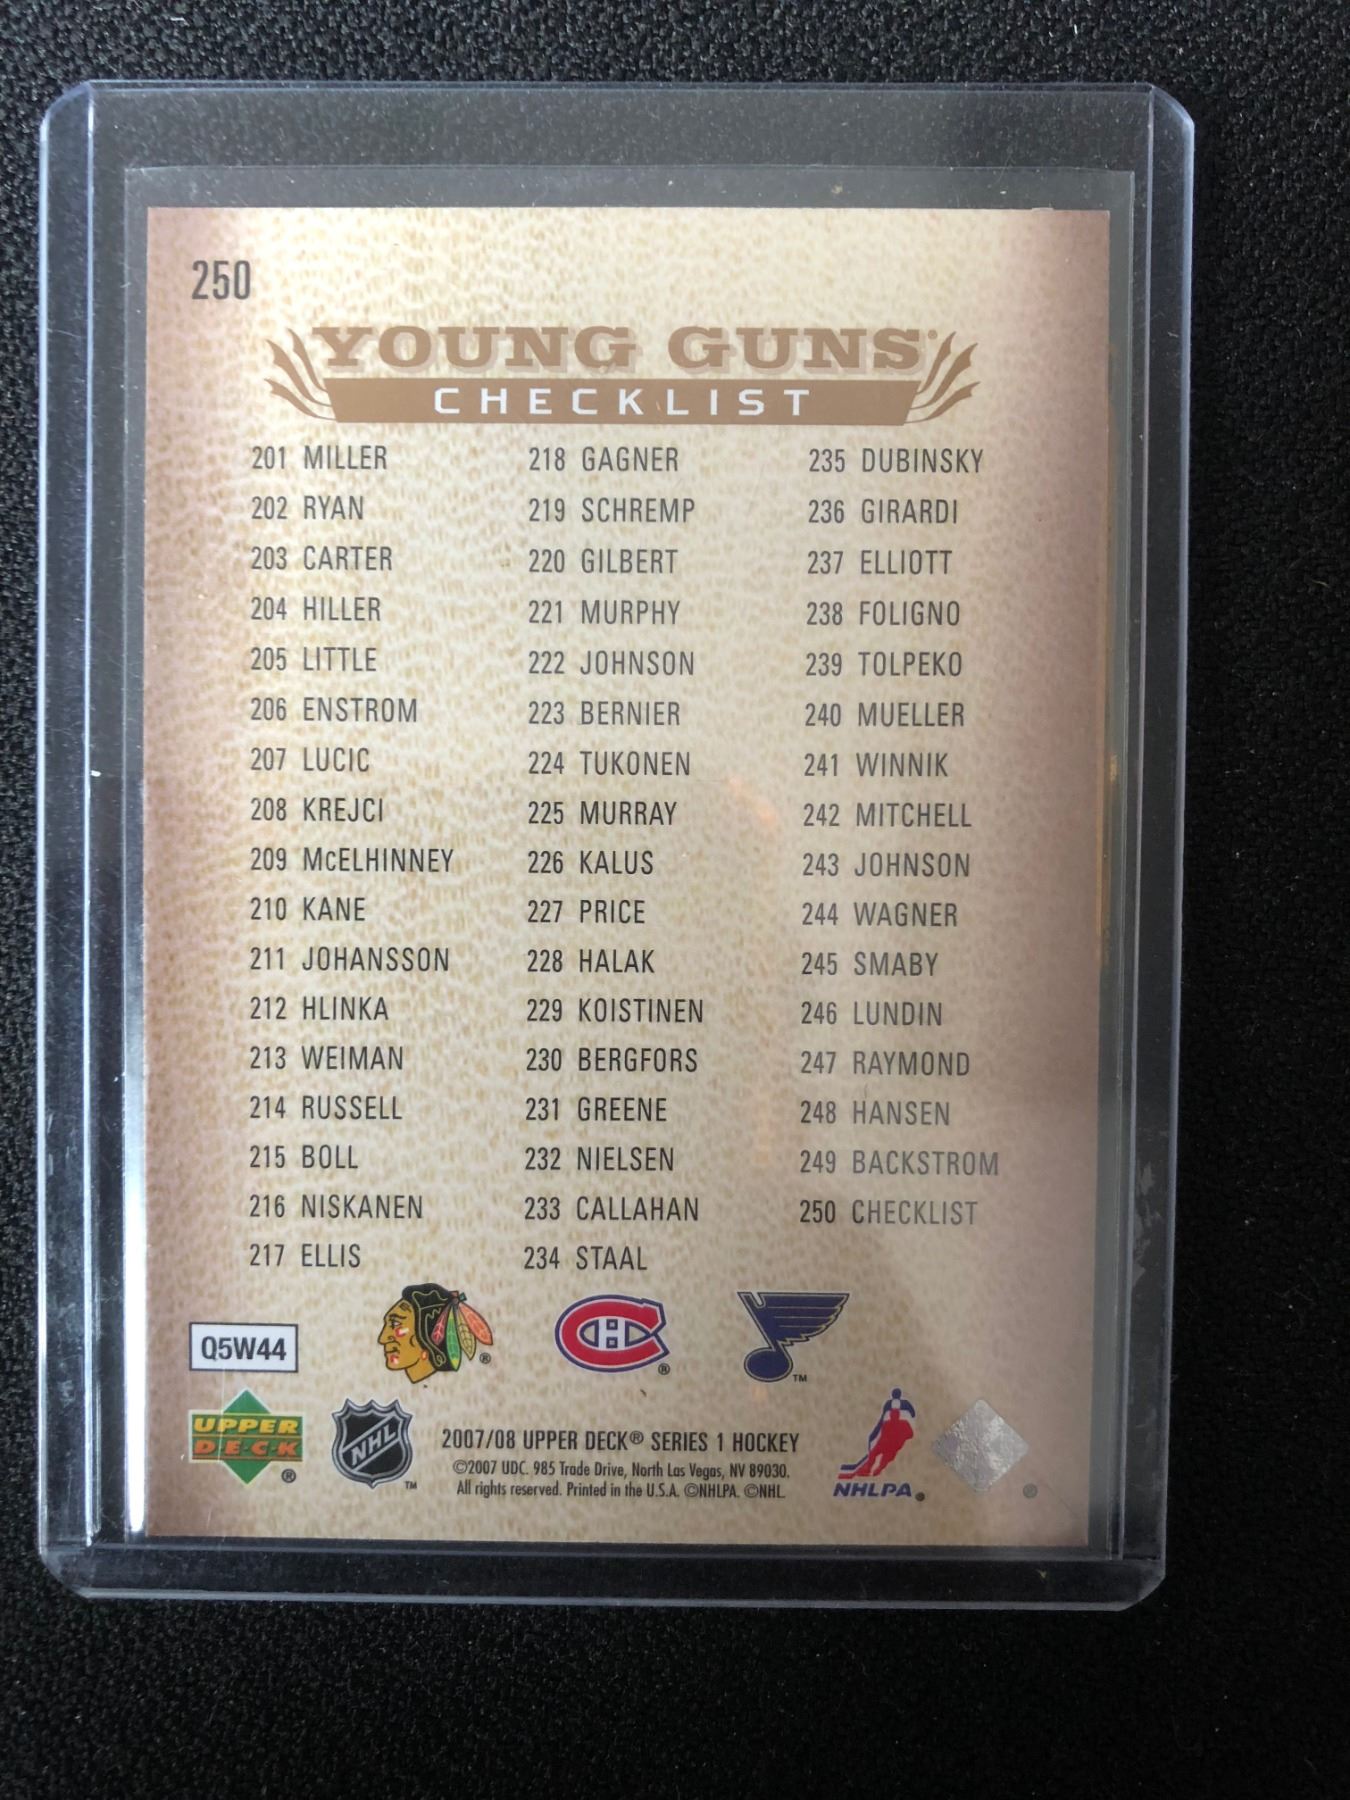 250
YOUNG GUNS
CHECKLIST
201 MILLER
202 RYAN
203 CARTER
204 HILLER
205 LITTLE
206 ENSTROM
207 LUCIC
208 KREJCI
209 McELHINNEY
210 KANE
211 JOHANSSON
212 HLINKA
213 WEIMAN
214 RUSSELL
215 BOLL
216 NISKANEN
217 ELLIS
218 GAGNER
219 SCHREMP
220 GILBERT
221 MURPHY
222 JOHNSON
223 BERNIER
224 TUKONEN
225 MURRAY
226 KALUS
227 PRICE
228 HALAK
229 KOISTINEN
230 BERGFORS
231 GREENE
232 NIELSEN
233 CALLAHAN
234 STAAL
235 DUBINSKY
236 GIRARDI
237 ELLIOTT
238 FOLIGNO
239 TOLPEKO
240 MUELLER
241 WINNIK
242 MITCHELL
243 JOHNSON
244 WAGNER
245 SMABY
246 LUNDIN
247 RAYMOND
248 HANSEN
249 BACKSTROM
250 CHECKLIST
Q5W44
® CH ® TM
UPPER
D·E·C·K ®
NHL TM
2007/08 UPPER DECK® SERIES 1 HOCKEY
©2007 UDC. 985 Trade Drive, North Las Vegas, NV 89030.
All rights reserved. Printed in the U.S.A. ©NHLPA. ©NHL
NHLPA ® ®